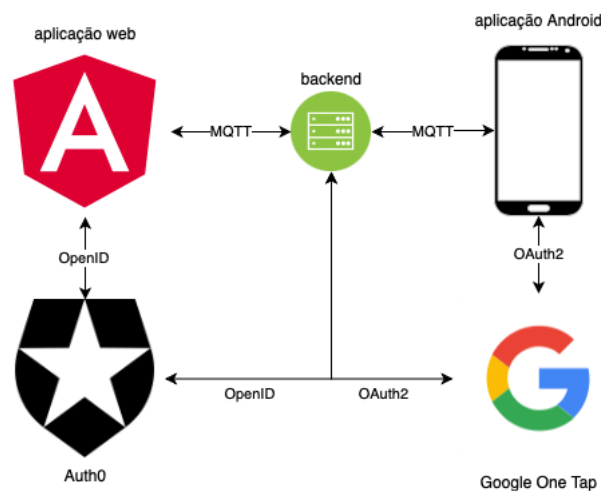 aplicação web
aplicação Android
backend
MQTT
MQTT
OpenID
OAuth2
OpenID
OAuth2
Auth0
Google One Tap